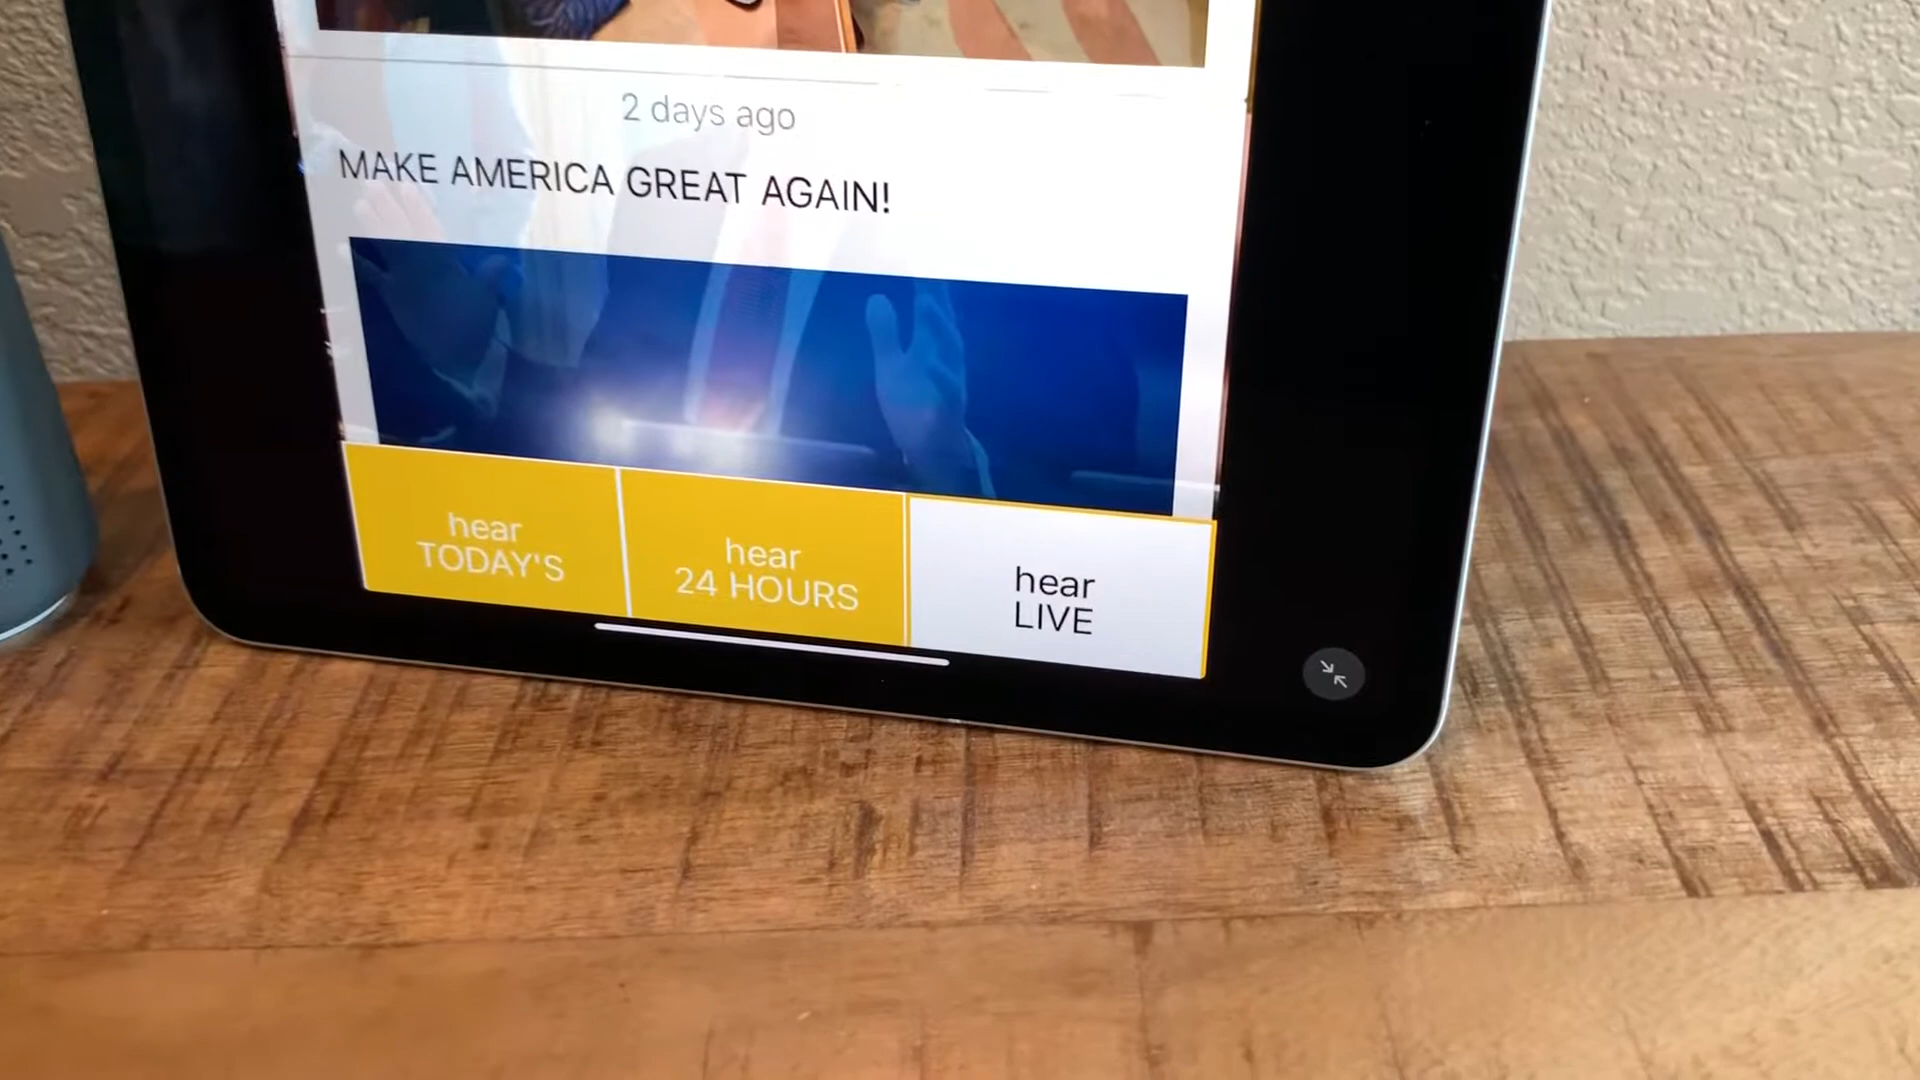 2 days ago
MAKE AMERICA GREAT AGAIN!
hear
TODAY'S
hear
24 HOURS
hear
LIVE